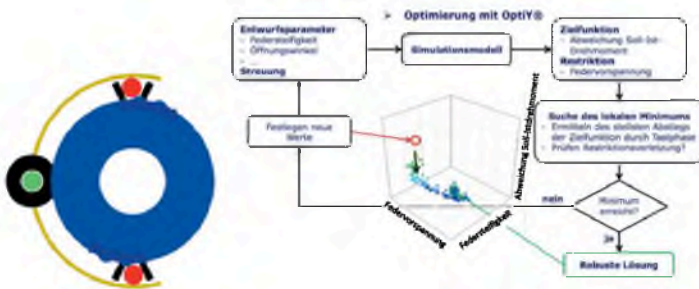 ➢ Optimierung mit OptiY®
Entwurfsparameter
- Federsteifigkeit
- Öffnungswinkel
- ...
Streuung
Simulationsmodell
Zielfunktion
- Abweichung Soll-Ist-
Drehmoment
Restriktion
- Federvorspannung
Suche des lokalen Minimums
- Ermitteln des steilsten Abstiegs
der Zielfunktion durch Tastphase
- Prüfen Restriktionsverletzung?
Festlegen neue
Werte
Abweichung Soll-Istdrehmoment
Federvorspannung
Federsteifigkeit
nein
Minimum
erreicht?
ja
Robuste Lösung